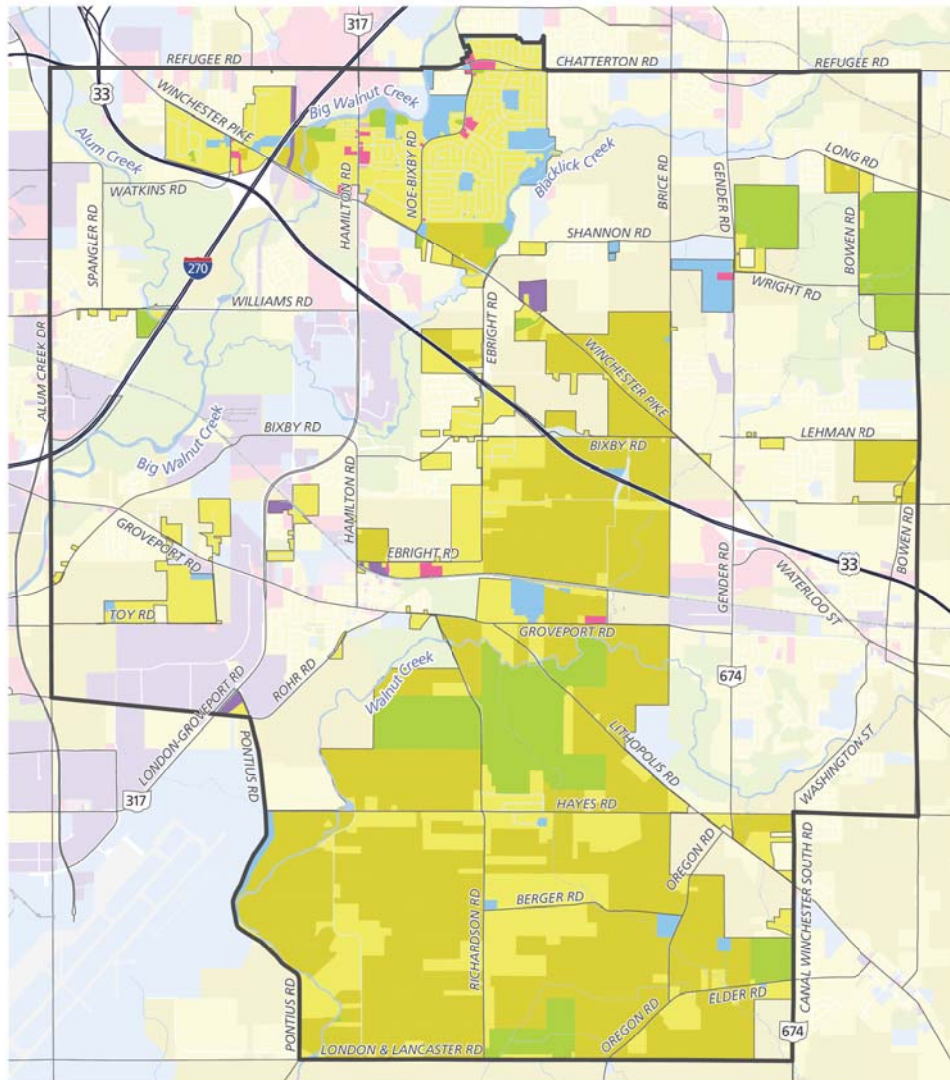 317
REFUGEE RD
CHATTERTON RD
REFUGEE RD
33
WINCHESTER PIKE
Big Walnut Creek
Alum Creek
NOE-BIXBY RD
Blacklick Creek
BRICE RD
GENDER RD
LONG RD
WATKINS RD
HAMILTON RD
SPANGLER RD
SHANNON RD
BOWEN RD
270
WRIGHT RD
WILLIAMS RD
EBRIGHT RD
ALUM CREEK DR
WINCHESTER PIKE
BIXBY RD
BIXBY RD
LEHMAN RD
Big Walnut Creek
HAMILTON RD
GROVEPORT RD
EBRIGHT RD
GENDER RD
33
BOWEN RD
WATERLOO ST
TOY RD
GROVEPORT RD
ROHR RD
Walnut Creek
674
LONDON-GROVEPORT RD
LITHOPOLIS RD
WASHINGTON ST
PONTIUS RD
317
HAYES RD
OREGON RD
CANAL WINCHESTER SOUTH RD
BERGER RD
RICHARDSON RD
PONTIUS RD
OREGON RD
ELDER RD
674
LONDON & LANCASTER RD